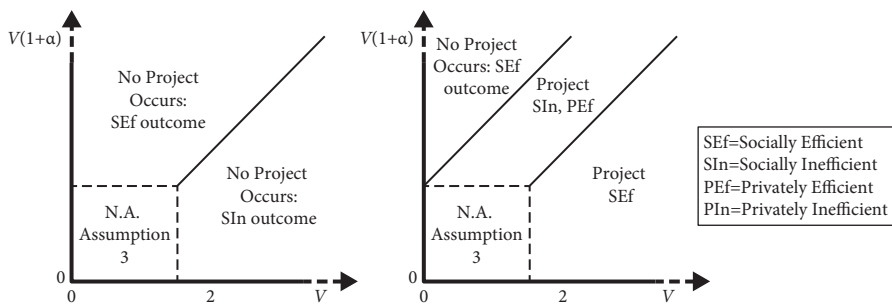 V(1+α)
No Project
Occurs:
SEf outcome
No Project
Occurs:
SIn outcome
N.A.
Assumption
3
0
0
2
V
V(1+α)
No Project
Occurs: SEf
outcome
Project
SIn, PEf
Project
SEf
N.A.
Assumption
3
0
0
2
V
SEf=Socially Efficient
SIn=Socially Inefficient
PEf=Privately Efficient
PIn=Privately Inefficient